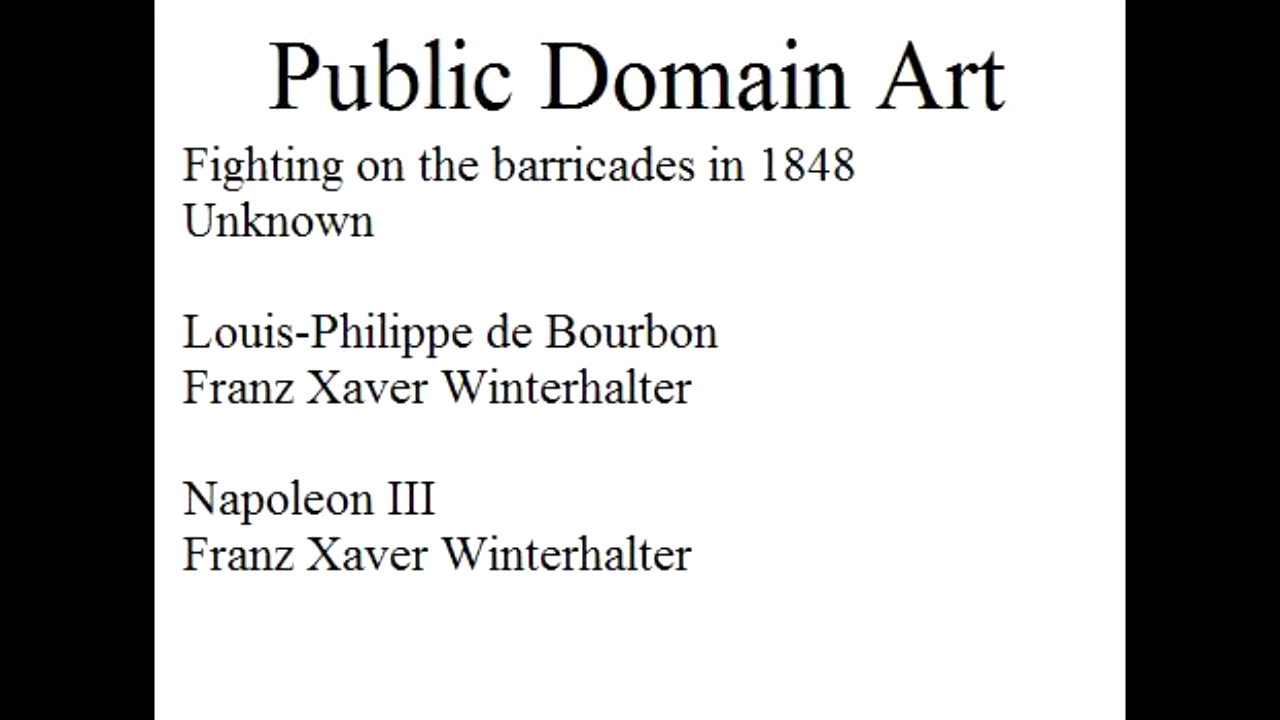 Public Domain Art
Fighting on the barricades in 1848
Unknown
Louis-Philippe de Bourbon
Franz Xaver Winterhalter
Napoleon III
Franz Xaver Winterhalter